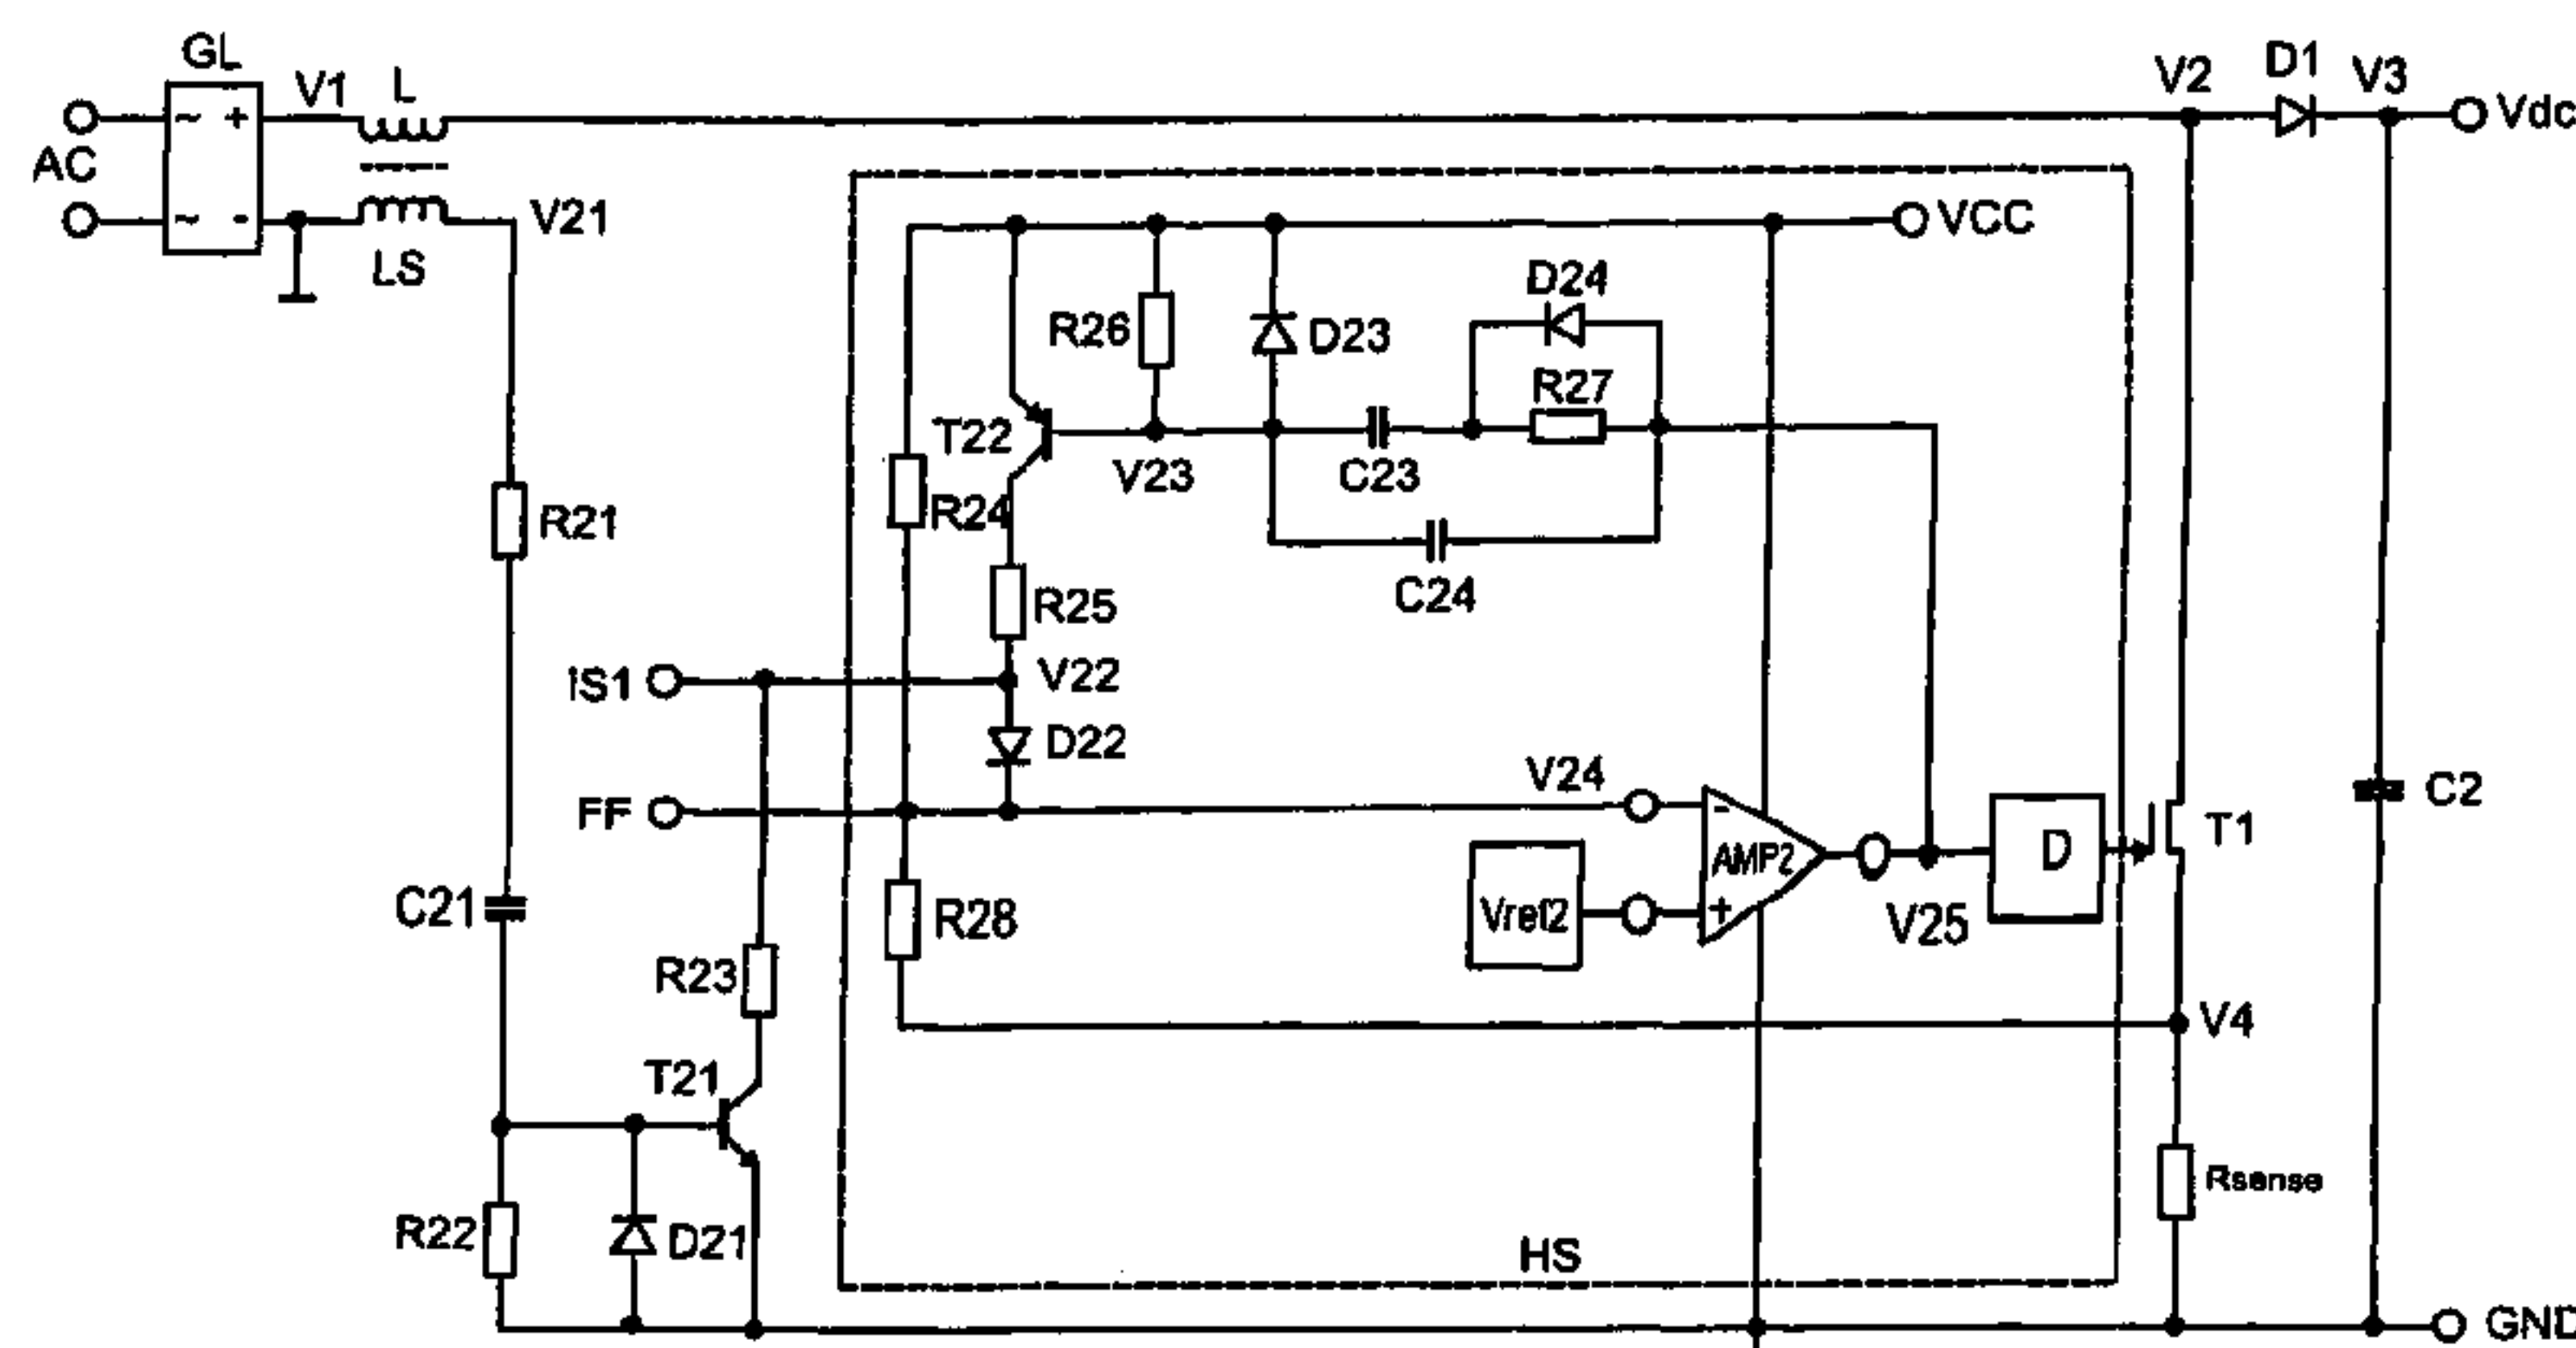 GL
V1
L
V2
D1
V3
Vdc
AC
~ +
~ -
V21
LS
VCC
D24
R26
D23
R27
T22
V23
C23
R24
R21
C24
R25
IS1
V22
D22
V24
FF
C2
T1
-
AMP2
D
C21
R28
Vref2
+
V25
R23
V4
T21
Rsense
R22
D21
HS
GND